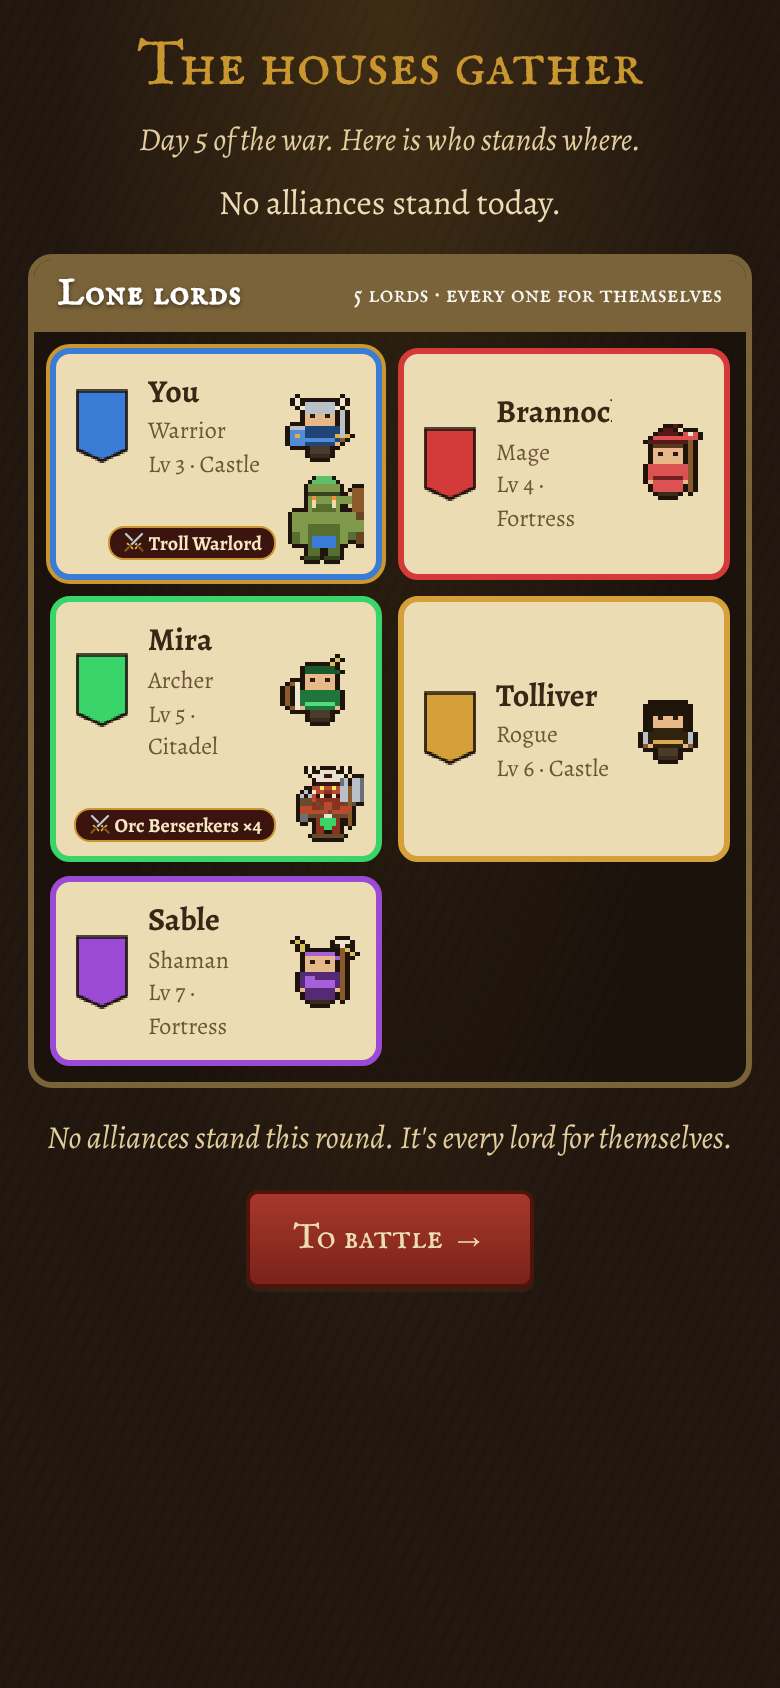 The houses gather
Day 5 of the war. Here is who stands where.
No alliances stand today.
Lone lords
5 lords · every one for themselves
You
Warrior
Lv 3 · Castle
Troll Warlord
Mage
Lv 4 ·
Fortress
Mira
Archer
Lv 5 ·
Citadel
Orc Berserkers ×4
Tolliver
Rogue
Lv 6 · Castle
Sable
Shaman
Lv 7 ·
Fortress
No alliances stand this round. It's every lord for themselves.
To battle →